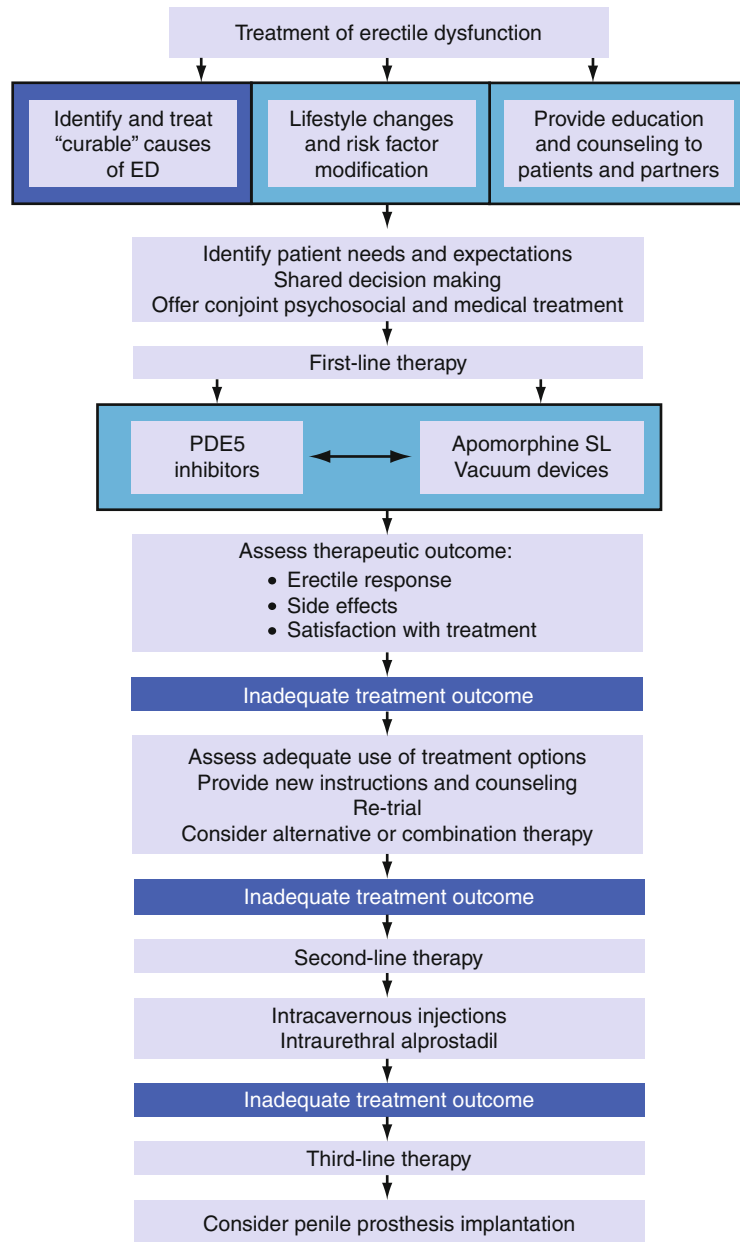 Treatment of erectile dysfunction
Identify and treat
“curable” causes
of ED
Lifestyle changes
and risk factor
modification
Provide education
and counseling to
patients and partners
Identify patient needs and expectations
Shared decision making
Offer conjoint psychosocial and medical treatment
First-line therapy
PDE5
inhibitors
Apomorphine SL
Vacuum devices
Assess therapeutic outcome:
• Erectile response
• Side effects
• Satisfaction with treatment
Inadequate treatment outcome
Assess adequate use of treatment options
Provide new instructions and counseling
Re-trial
Consider alternative or combination therapy
Inadequate treatment outcome
Second-line therapy
Intracavernous injections
Intraurethral alprostadil
Inadequate treatment outcome
Third-line therapy
Consider penile prosthesis implantation